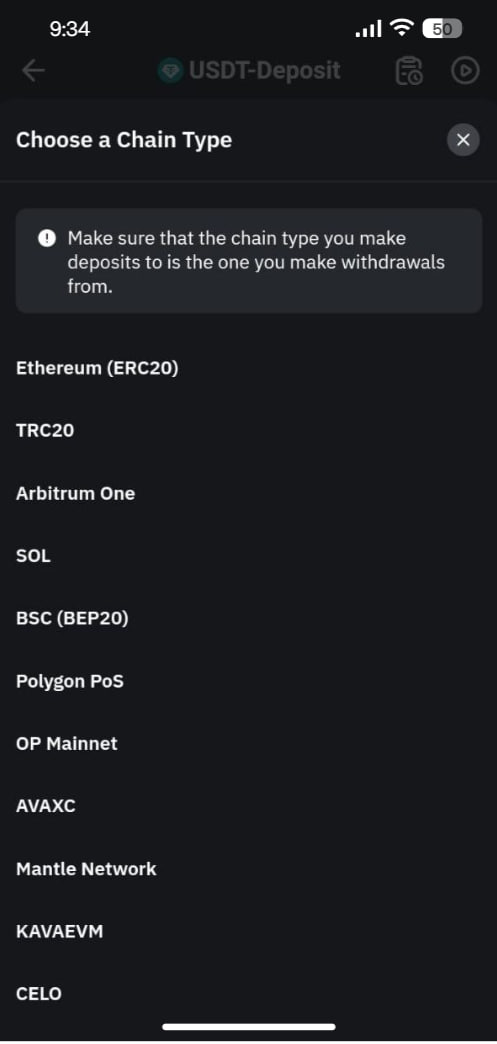 9:34
50
USDT-Deposit
Choose a Chain Type
Make sure that the chain type you make
deposits to is the one you make withdrawals
from.
Ethereum (ERC20)
TRC20
Arbitrum One
SOL
BSC (BEP20)
Polygon PoS
OP Mainnet
AVAXC
Mantle Network
KAVAEVM
CELO